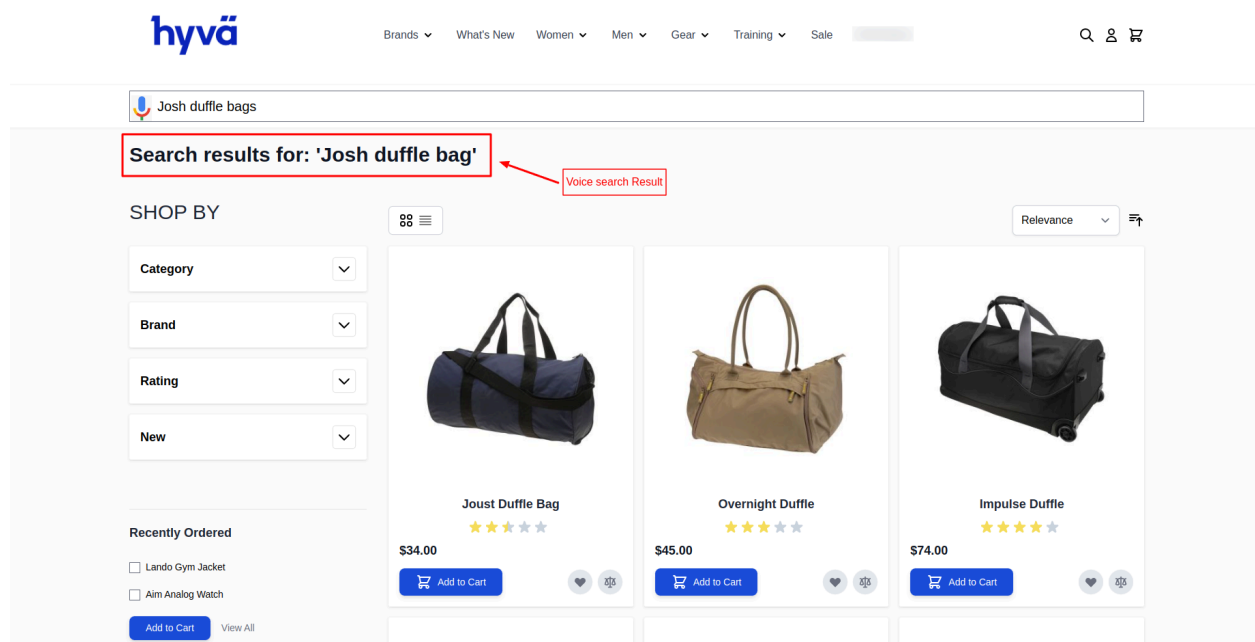 hyvä
Brands What's New Women Men Gear Training Sale
Josh duffle bags
Search results for: 'Josh duffle bag'
Voice search Result
SHOP BY
Relevance
Category
Brand
Rating
New
Joust Duffle Bag
$34.00
Add to Cart
Overnight Duffle
$45.00
Add to Cart
Impulse Duffle
$74.00
Add to Cart
Recently Ordered
Lando Gym Jacket
Aim Analog Watch
Add to Cart View All